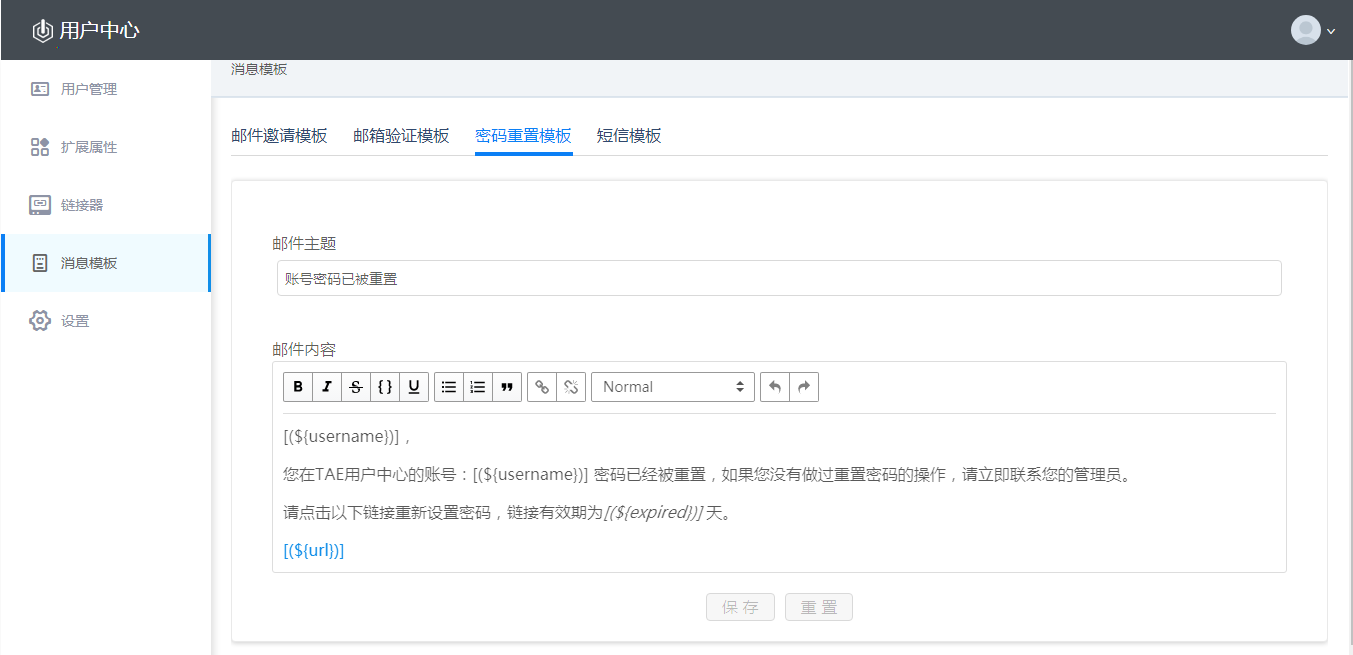 用户中心
用户管理
扩展属性
链接器
消息模板
设置
消息模板
邮件邀请模板 邮箱验证模板 密码重置模板 短信模板
邮件主题
账号密码已被重置
邮件内容
B I S {} U Normal
[(${username})]，
您在TAE用户中心的账号：[(${username})] 密码已经被重置，如果您没有做过重置密码的操作，请立即联系您的管理员。
请点击以下链接重新设置密码，链接有效期为[(${expired})] 天。
[(${url})]
保 存 重 置